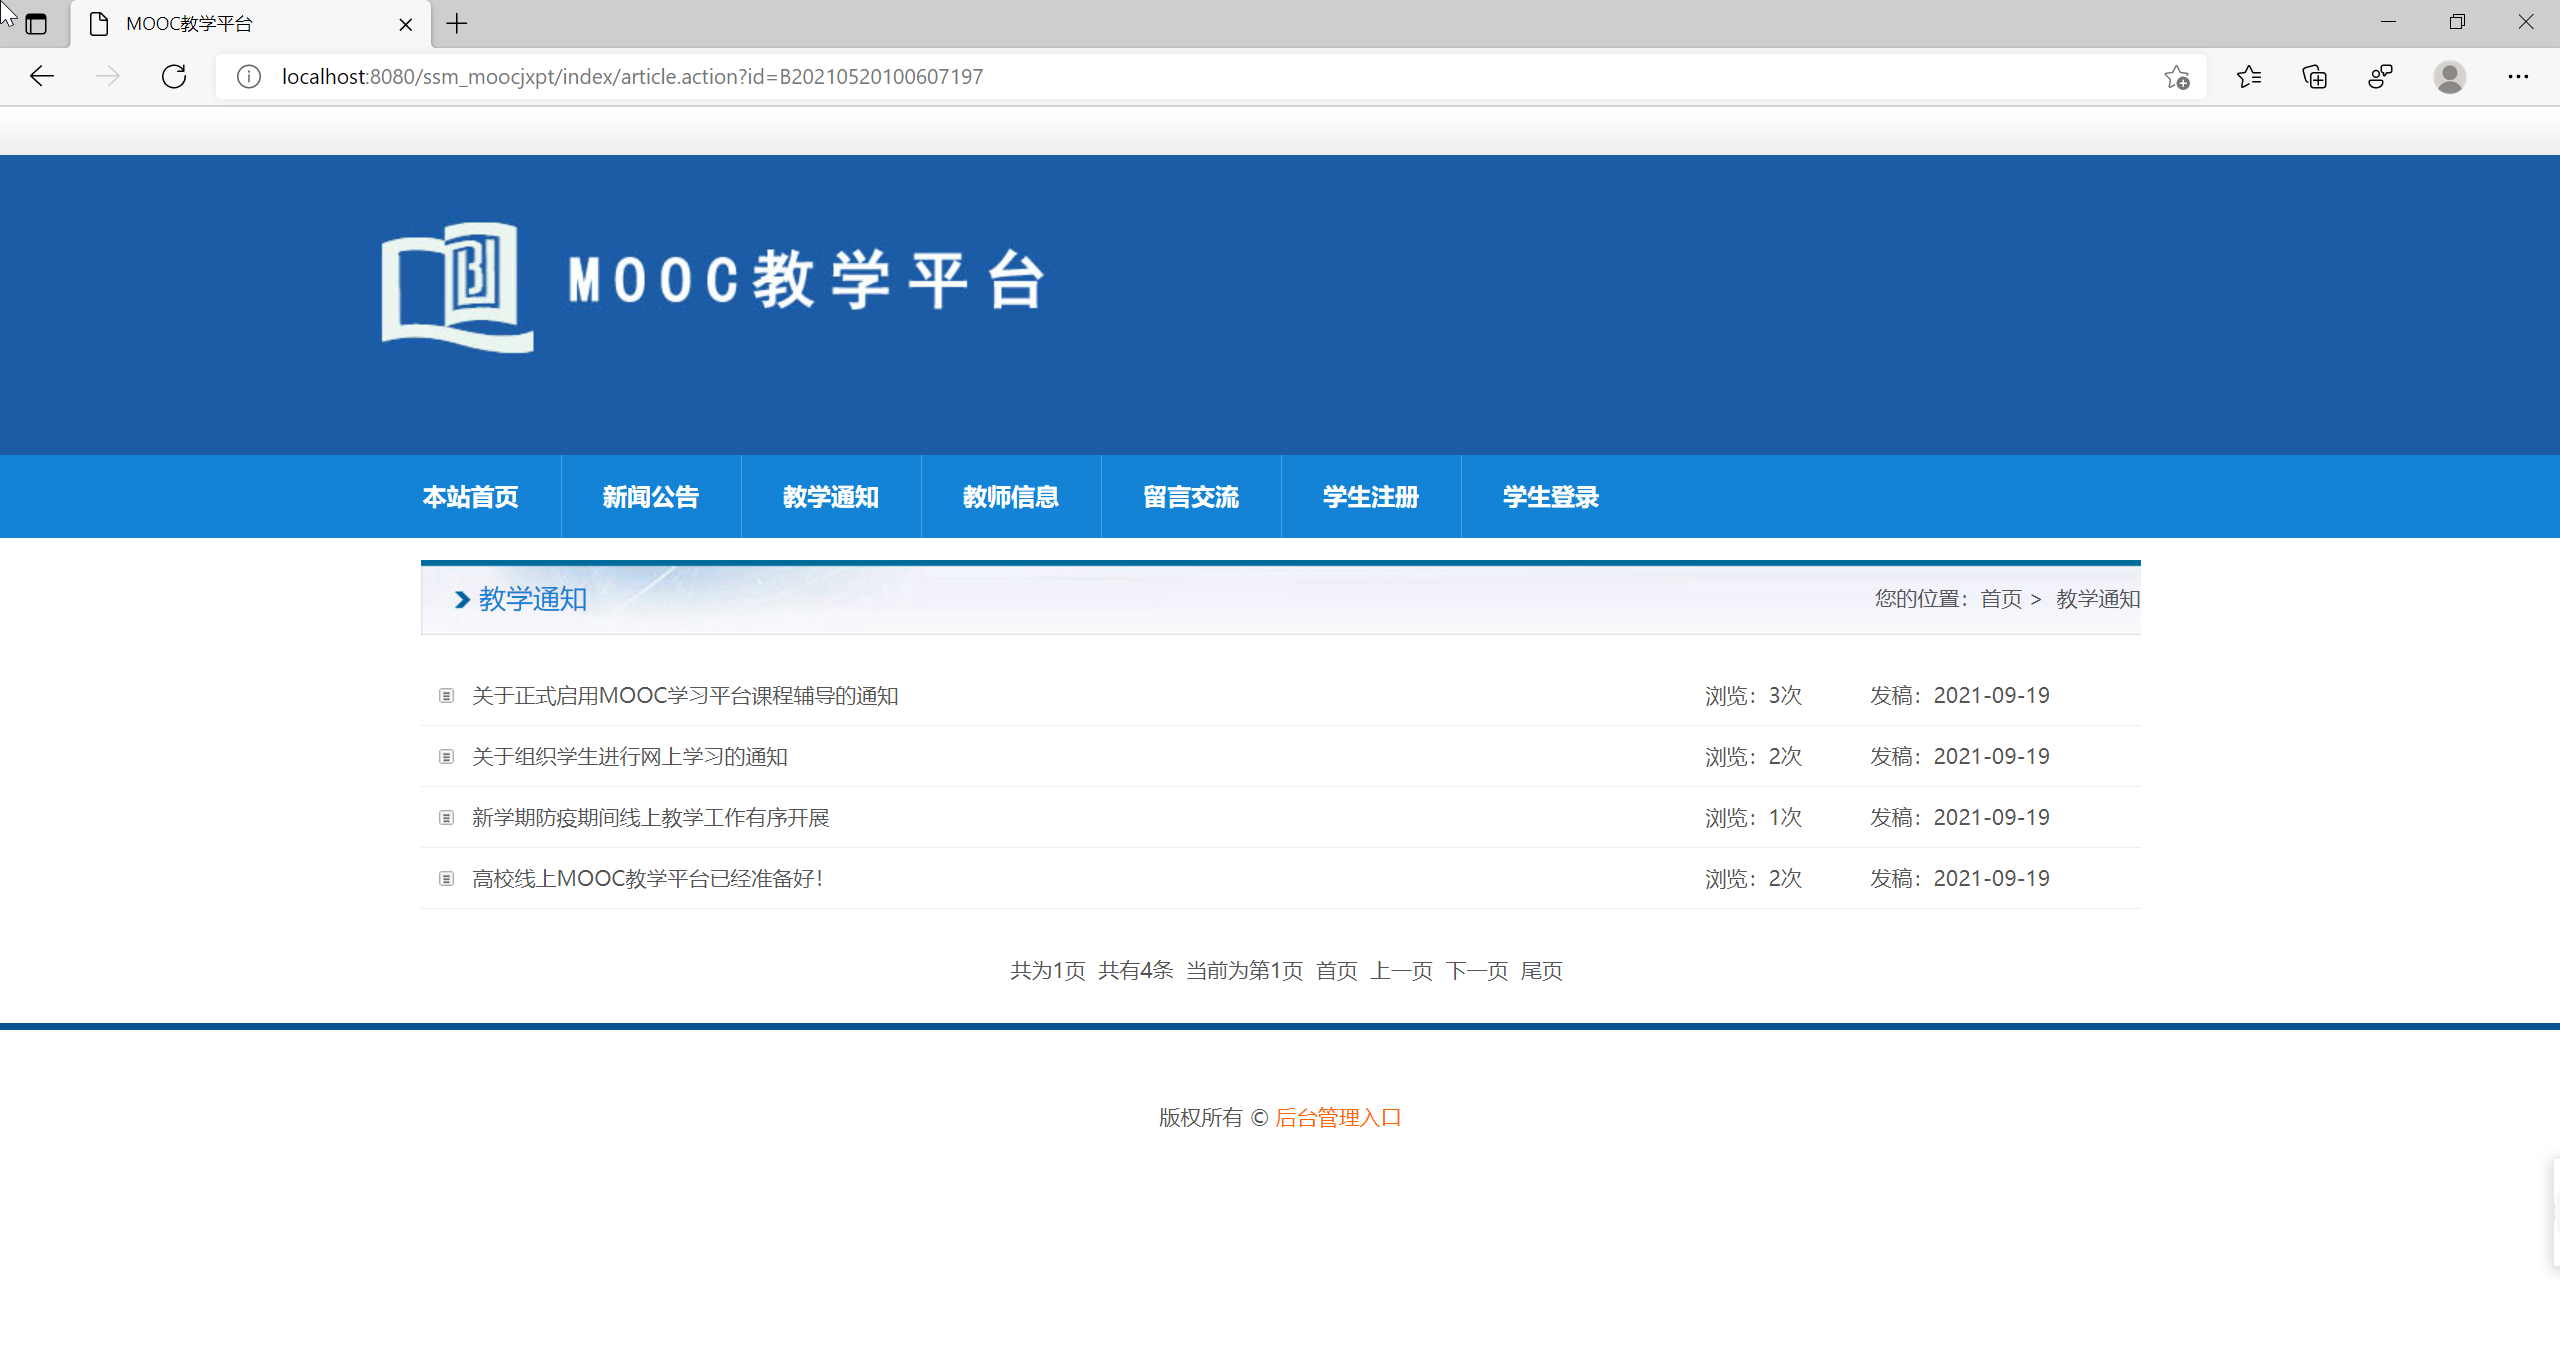 MOOC教学平台
localhost:8080/ssm_moocjxpt/index/article.action?id=B20210520100607197
MOOC教学平台
本站首页 新闻公告 教学通知 教师信息 留言交流 学生注册 学生登录
教学通知 您的位置：首页 > 教学通知
关于正式启用MOOC学习平台课程辅导的通知 浏览：3次 发稿：2021-09-19
关于组织学生进行网上学习的通知 浏览：2次 发稿：2021-09-19
新学期防疫期间线上教学工作有序开展 浏览：1次 发稿：2021-09-19
高校线上MOOC教学平台已经准备好！ 浏览：2次 发稿：2021-09-19
共为1页 共有4条 当前为第1页 首页 上一页 下一页 尾页
版权所有 © 后台管理入口